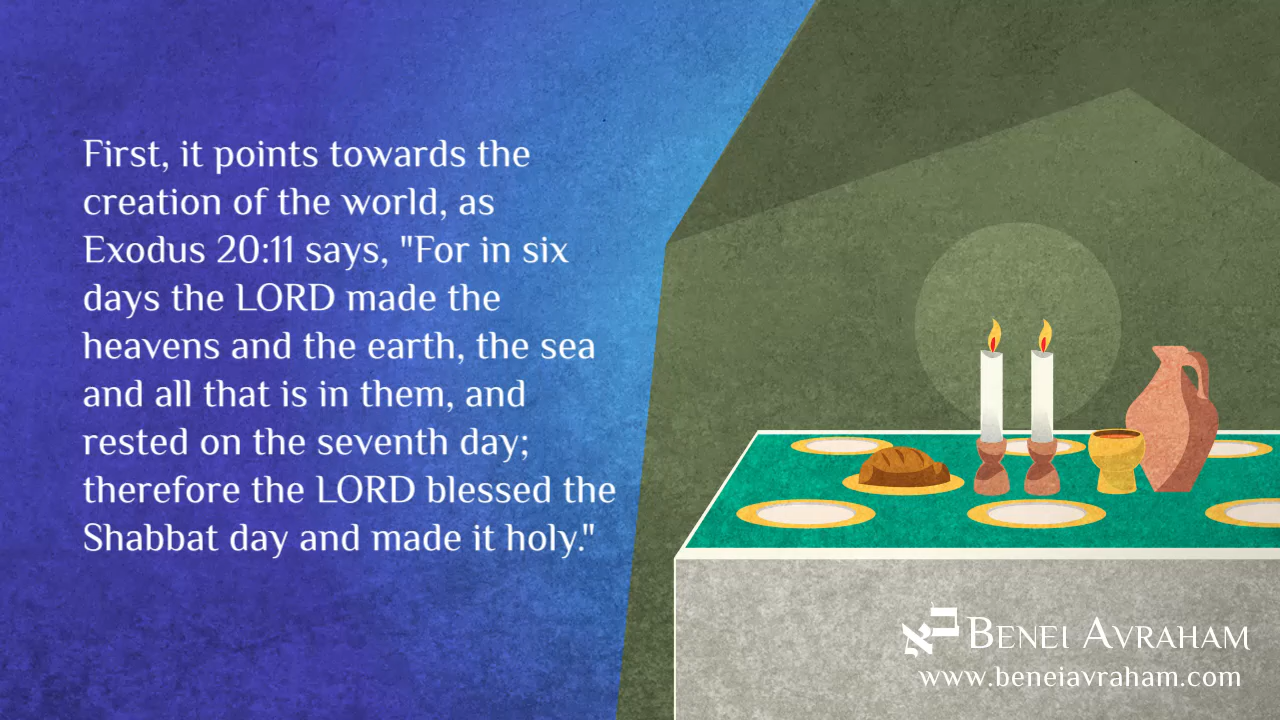 First, it points towards the
creation of the world, as
Exodus 20:11 says, "For in six
days the LORD made the
heavens and the earth, the sea
and all that is in them, and
rested on the seventh day;
therefore the LORD blessed the
Shabbat day and made it holy."
אב BENEI AVRAHAM
www.beneiavraham.com